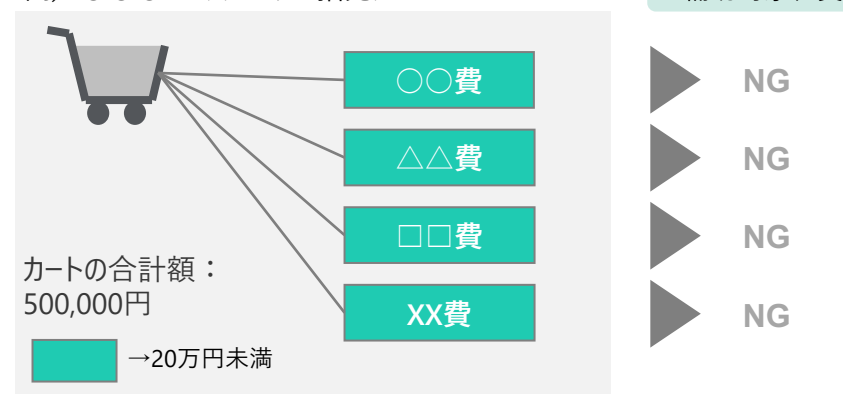 ○○費
NG
△△費
NG
□□費
NG
カートの合計額：
500,000円
XX費
NG
→20万円未満